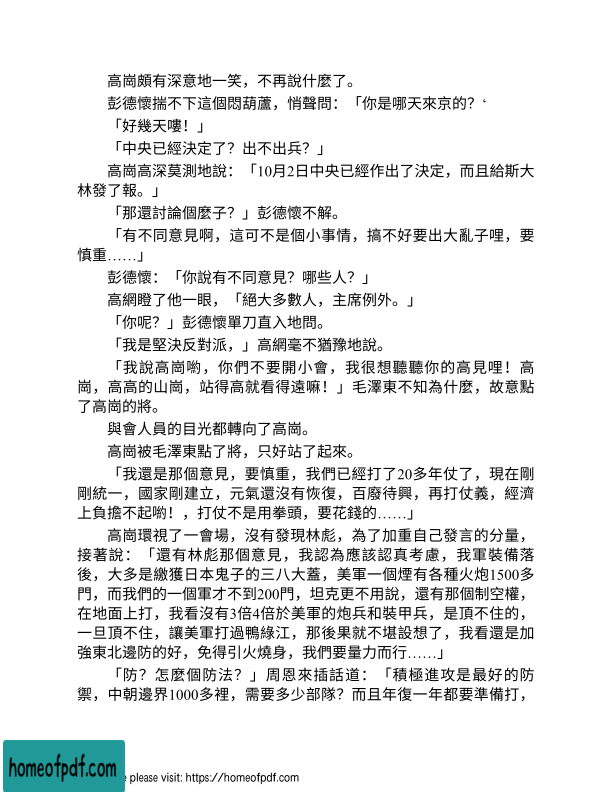 高崗頗有深意地一笑，不再說什麼了。
彭德懷揣不下這個悶葫蘆，悄聲問：「你是哪天來京的？‘
「好幾天嘍！」
「中央已經決定了？出不出兵？」
高崗高深莫測地說：「10月2日中央已經作出了決定，而且給斯大
林發了報。」
「那還討論個麼子？」彭德懷不解。
「有不同意見啊，這可不是個小事情，搞不好要出大亂子哩，要
慎重……」
彭德懷：「你說有不同意見？哪些人？」
高網瞪了他一眼，「絕大多數人，主席例外。」
「你呢？」彭德懷單刀直入地問。
「我是堅決反對派，」高網毫不猶豫地說。
「我說高崗喲，你們不要開小會，我很想聽聽你的高見哩！高
崗，高高的山崗，站得高就看得遠嘛！」毛澤東不知為什麼，故意點
了高崗的將。
與會人員的目光都轉向了高崗。
高崗被毛澤東點了將，只好站了起來。
「我還是那個意見，要慎重，我們已經打了20多年仗了，現在剛
剛統一，國家剛建立，元氣還沒有恢復，百廢待興，再打仗義，經濟
上負擔不起喲！，打仗不是用拳頭，要花錢的……」
高崗環視了一會場，沒有發現林彪，為了加重自己發言的分量，
接著說：「還有林彪那個意見，我認為應該認真考慮，我軍裝備落
後，大多是繳獲日本鬼子的三八大蓋，美軍一個煙有各種火炮1500多
門，而我們的一個軍才不到200門，坦克更不用說，還有那個制空權，
在地面上打，我看沒有3倍4倍於美軍的炮兵和裝甲兵，是頂不住的，
一旦頂不住，讓美軍打過鴨綠江，那後果就不堪設想了，我看還是加
強東北邊防的好，免得引火燒身，我們要量力而行……」
「防？怎麼個防法？」周恩來插話道：「積極進攻是最好的防
禦，中朝邊界1000多裡，需要多少部隊？而且年復一年都要準備打，
homeofpdf.com
e please visit: https://homeofpdf.com